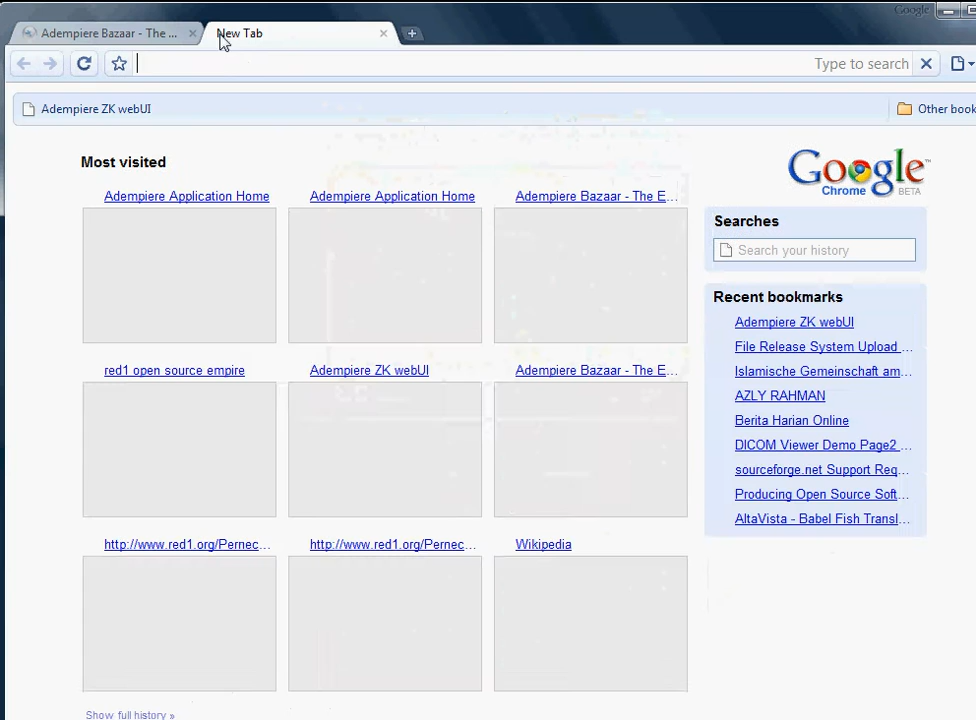 Google
Adempiere Bazaar - The ...
New Tab
Type to search
Adempiere ZK webUI
Other book
Most visited
Google™
Chrome BETA
Adempiere Application Home
Adempiere Application Home
Adempiere Bazaar - The E...
Searches
Search your history
Recent bookmarks
Adempiere ZK webUI
File Release System Upload ...
Islamische Gemeinschaft am...
AZLY RAHMAN
Berita Harian Online
DICOM Viewer Demo Page2 ...
sourceforge.net Support Req...
Producing Open Source Soft...
AltaVista - Babel Fish Transl...
red1 open source empire
Adempiere ZK webUI
Adempiere Bazaar - The E...
http://www.red1.org/Pernec...
http://www.red1.org/Pernec...
Wikipedia
Show full history »